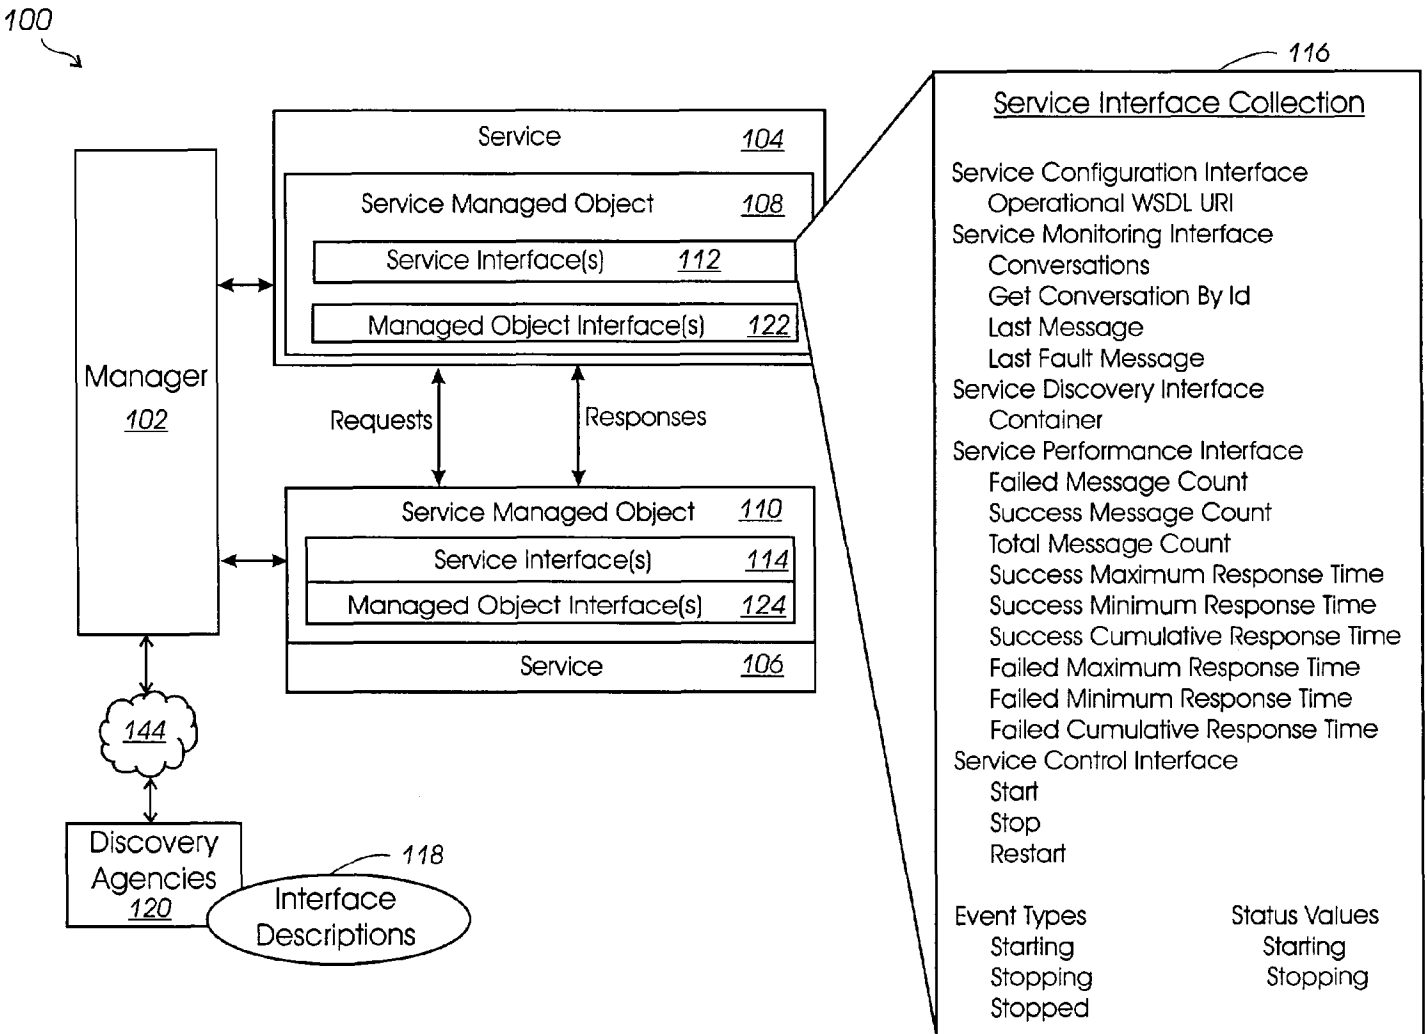 100
Service 104
Service Managed Object 108
Service Interface(s) 112
Managed Object Interface(s) 122
Manager
102
Requests
Responses
Service Managed Object 110
Service Interface(s) 114
Managed Object Interface(s) 124
Service 106
144
Discovery
Agencies
120
118
Interface
Descriptions
116
Service Interface Collection
Service Configuration Interface
Operational WSDL URI
Service Monitoring Interface
Conversations
Get Conversation By Id
Last Message
Last Fault Message
Service Discovery Interface
Container
Service Performance Interface
Failed Message Count
Success Message Count
Total Message Count
Success Maximum Response Time
Success Minimum Response Time
Success Cumulative Response Time
Failed Maximum Response Time
Failed Minimum Response Time
Failed Cumulative Response Time
Service Control Interface
Start
Stop
Restart
Event Types
Starting
Stopping
Stopped
Status Values
Starting
Stopping